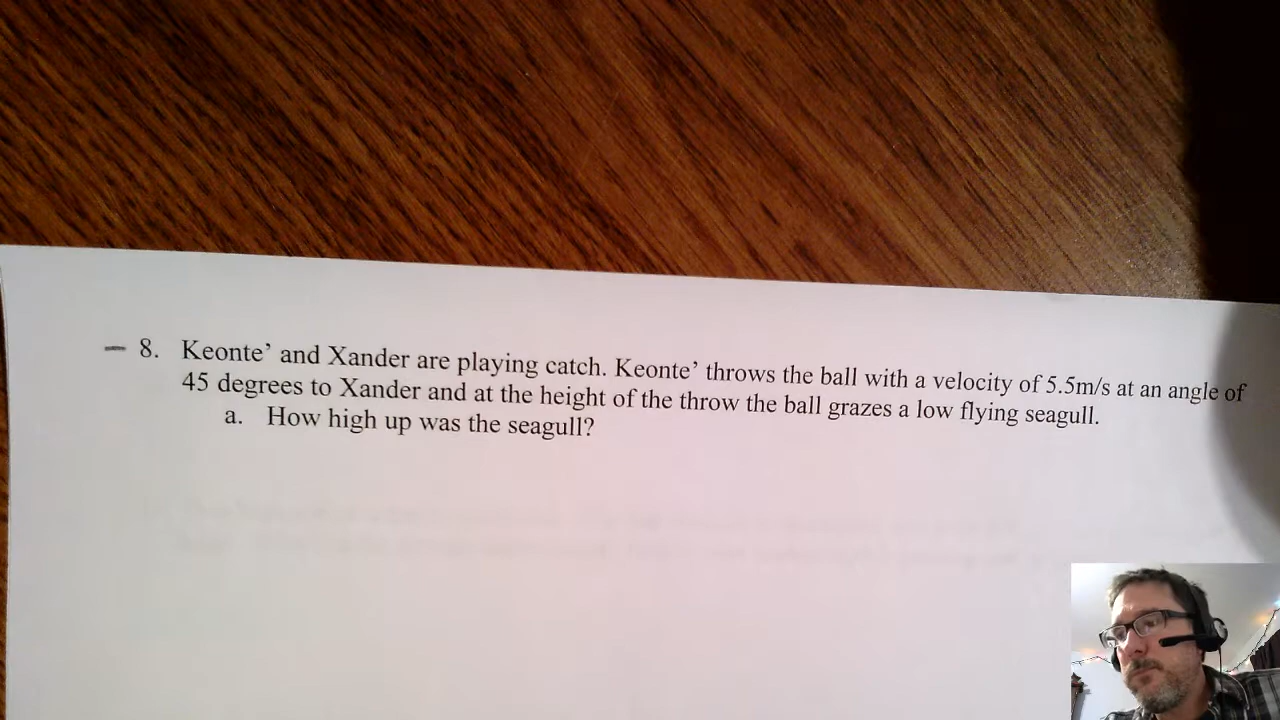 8. Keonte’ and Xander are playing catch. Keonte’ throws the ball with a velocity of 5.5m/s at an angle of
45 degrees to Xander and at the height of the throw the ball grazes a low flying seagull.
a. How high up was the seagull?